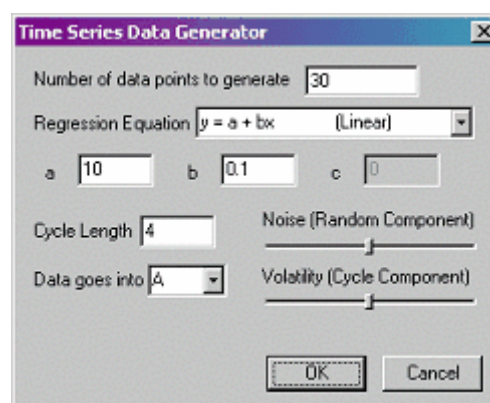 Time Series Data Generator
Number of data points to generate 30
Regression Equation y = a + bx (Linear)
a 10 b 0.1 c 0
Cycle Length 4
Noise (Random Component)
Data goes into A
Volatility (Cycle Component)
OK Cancel